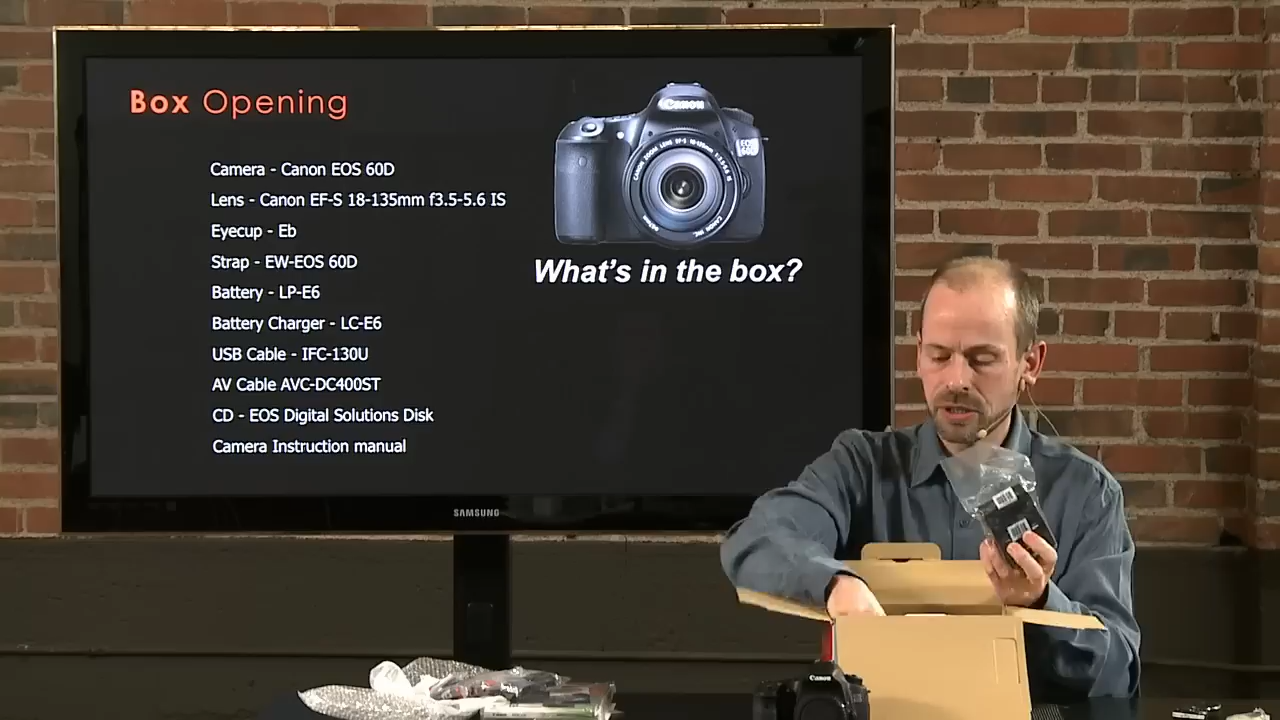 Box Opening
Canon
Camera - Canon EOS 60D
Lens - Canon EF-S 18-135mm f3.5-5.6 IS
Eyecup - Eb
Strap - EW-EOS 60D
What's in the box?
Battery - LP-E6
Battery Charger - LC-E6
USB Cable - IFC-130U
AV Cable AVC-DC400ST
CD - EOS Digital Solutions Disk
Camera Instruction manual
SAMSUNG
Canon